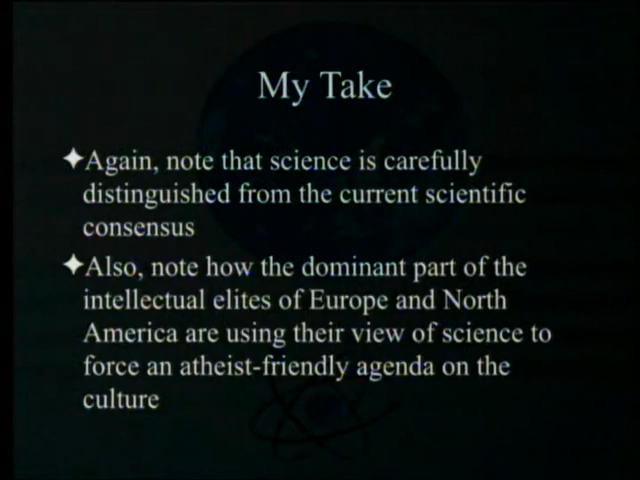 My Take
Again, note that science is carefully
distinguished from the current scientific
consensus
Also, note how the dominant part of the
intellectual elites of Europe and North
America are using their view of science to
force an atheist-friendly agenda on the
culture